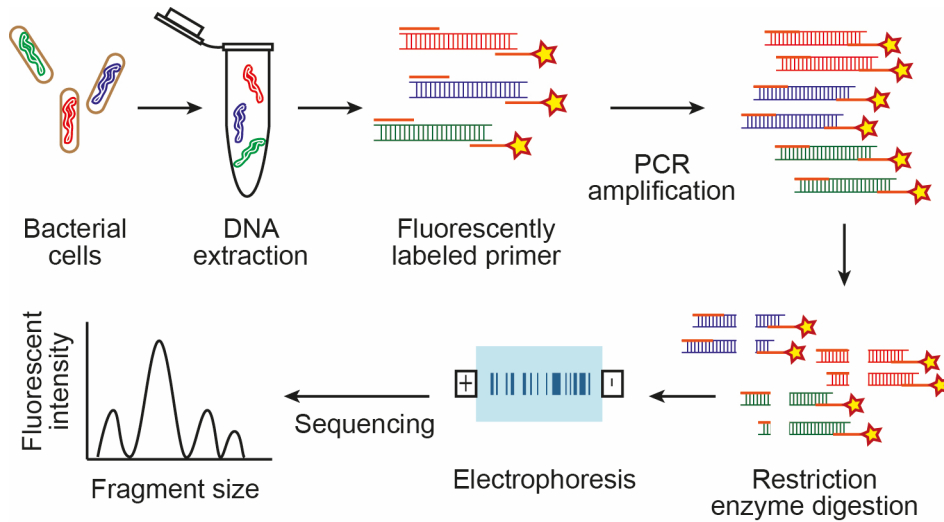 Bacterial
cells
DNA
extraction
Fluorescently
labeled primer
PCR
amplification
Restriction
enzyme digestion
+
-
Electrophoresis
Sequencing
Fluorescent
intensity
Fragment size